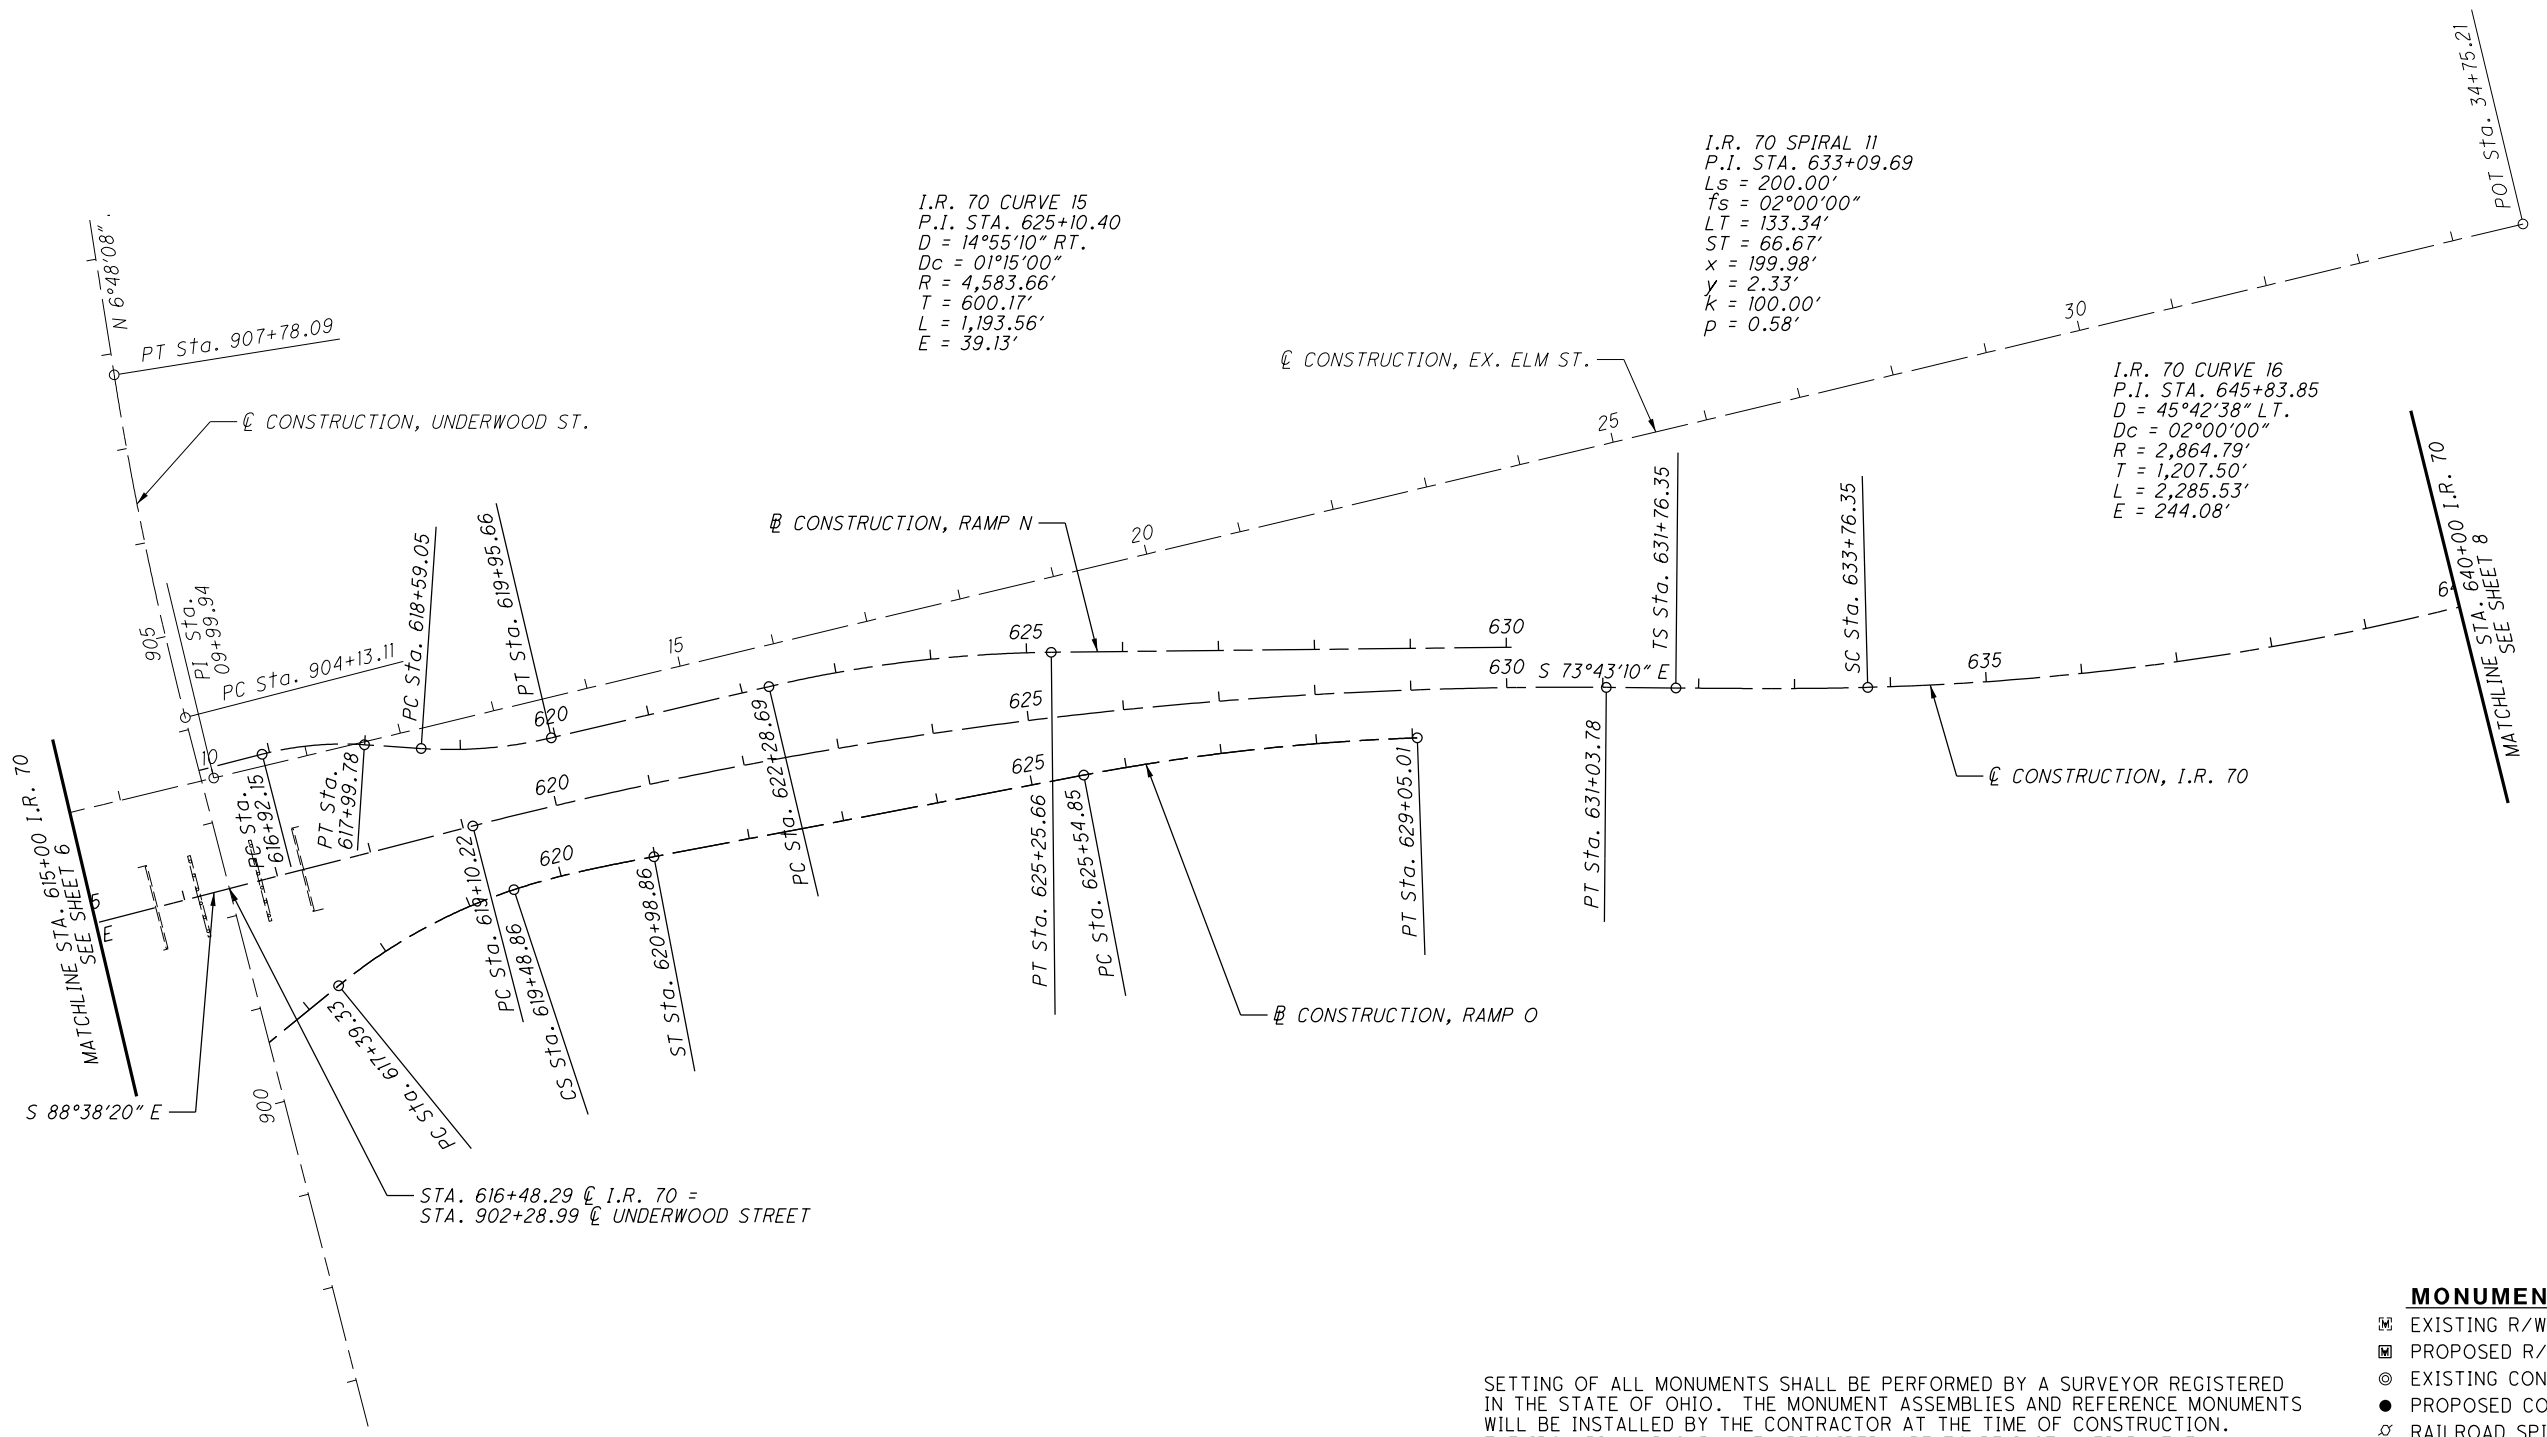 POT Sta. 34+75.21
I.R. 70 SPIRAL 11
P.I. STA. 633+09.69
Ls = 200.00'
fs = 02°00'00"
LT = 133.34'
ST = 66.67'
x = 199.98'
y = 2.33'
k = 100.00'
p = 0.58'
I.R. 70 CURVE 15
P.I. STA. 625+10.40
D = 14°55'10" RT.
Dc = 01°15'00"
R = 4,583.66'
T = 600.17'
L = 1,193.56'
E = 39.13'
N 6°48'08"
PT Sta. 907+78.09
30
℄ CONSTRUCTION, EX. ELM ST.
I.R. 70 CURVE 16
P.I. STA. 645+83.85
D = 45°42'38" LT.
Dc = 02°00'00"
R = 2,864.79'
T = 1,207.50'
L = 2,285.53'
E = 244.08'
℄ CONSTRUCTION, UNDERWOOD ST.
25
20
15
10
B CONSTRUCTION, RAMP N
PC Sta. 618+59.05
PT Sta. 619+95.66
TS Sta. 631+76.35
SC Sta. 633+76.35
MATCHLINE STA. 640+00 I.R. 70
SEE SHEET 8
905
PI Sta.
09+99.94
PC Sta. 904+13.11
620
625
630
620
625
630
S 73°43'10" E
635
64
℄ CONSTRUCTION, I.R. 70
620
625
PC Sta.
616+92.15
PT Sta.
617+99.78
PC Sta. 622+28.69
PT Sta. 625+25.66
PC Sta. 625+54.85
PT Sta. 629+05.01
PT Sta. 631+03.78
MATCHLINE STA. 615+00 I.R. 70
SEE SHEET 6
5
E
PC Sta. 619+10.22
CS Sta. 619+48.86
ST Sta. 620+98.86
PC Sta. 617+39.33
B CONSTRUCTION, RAMP O
900
S 88°38'20" E
STA. 616+48.29 ℄ I.R. 70 =
STA. 902+28.99 ℄ UNDERWOOD STREET
MONUMEN
EXISTING R/W
PROPOSED R/
EXISTING CON
PROPOSED CO
RAILROAD SPI
SETTING OF ALL MONUMENTS SHALL BE PERFORMED BY A SURVEYOR REGISTERED
IN THE STATE OF OHIO. THE MONUMENT ASSEMBLIES AND REFERENCE MONUMENTS
WILL BE INSTALLED BY THE CONTRACTOR AT THE TIME OF CONSTRUCTION.